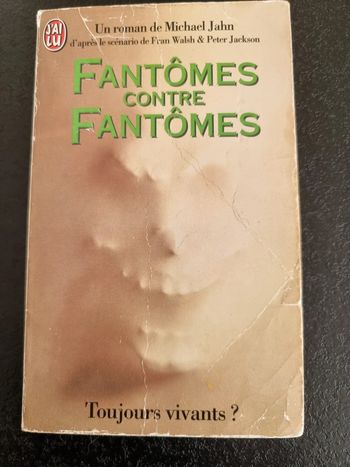 J'AI
LU
Un roman de Michael Jahn
d'après le scénario de Fran Walsh & Peter Jackson
FANTÔMES
CONTRE
FANTÔMES
Toujours vivants ?